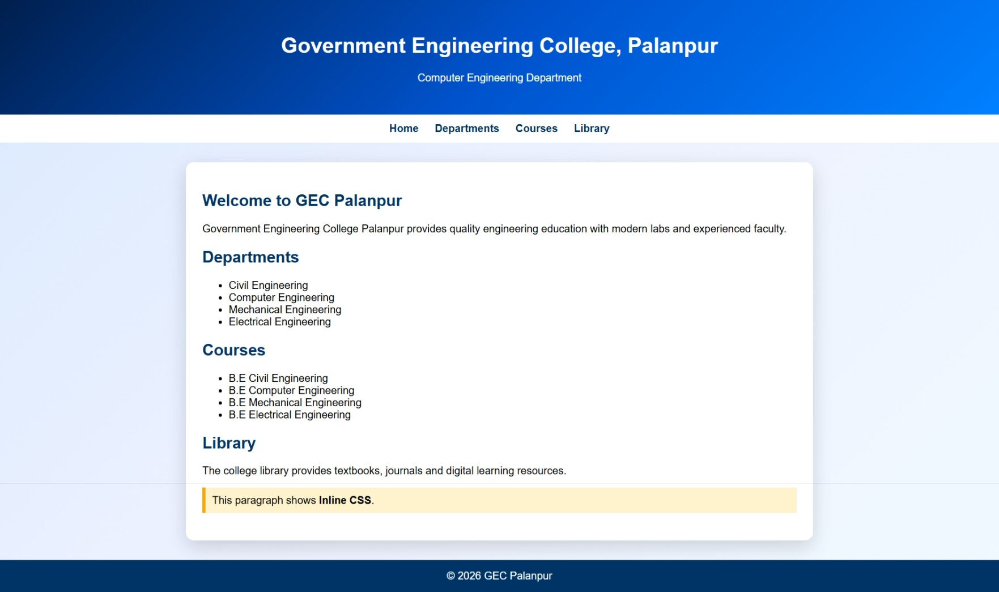 Government Engineering College, Palanpur
Computer Engineering Department
Home Departments Courses Library
Welcome to GEC Palanpur
Government Engineering College Palanpur provides quality engineering education with modern labs and experienced faculty.
Departments
Civil Engineering
Computer Engineering
Mechanical Engineering
Electrical Engineering
Courses
B.E Civil Engineering
B.E Computer Engineering
B.E Mechanical Engineering
B.E Electrical Engineering
Library
The college library provides textbooks, journals and digital learning resources.
This paragraph shows Inline CSS.
© 2026 GEC Palanpur